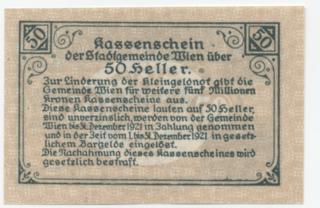 50 50
Kassenschein
der Stadtgemeinde Wien über
50 Heller.
Zur Linderung der Kleingeldnot gibt die
Gemeinde Wien für weitere fünf Millionen
Kronen Kassenscheine aus.
Diese Kassenscheine lauten auf 50 Heller,
sind unverzinslich, werden von der Gemeinde
Wien bis 31. Dezember 1921 in Zahlung genommen
und in der Zeit vom 1. bis 31. Dezember 1921 in gesetz-
lichem Bargelde eingelöst.
Die Nachahmung dieses Kassenscheines wird
gesetzlich bestraft.